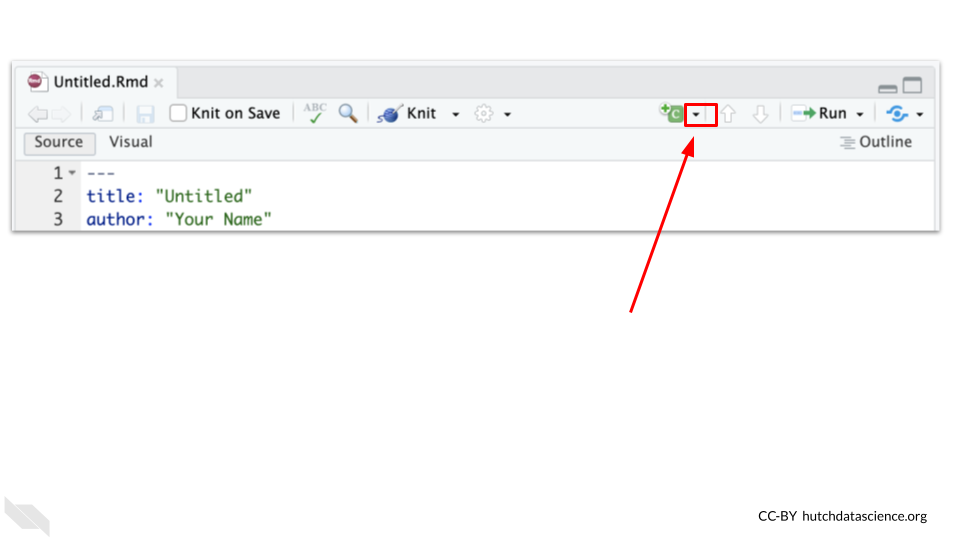 Untitled.Rmd
Knit on Save ABC Knit C Run
Source Visual Outline
1 ---
2 title: "Untitled"
3 author: "Your Name"
CC-BY hutchdatascience.org